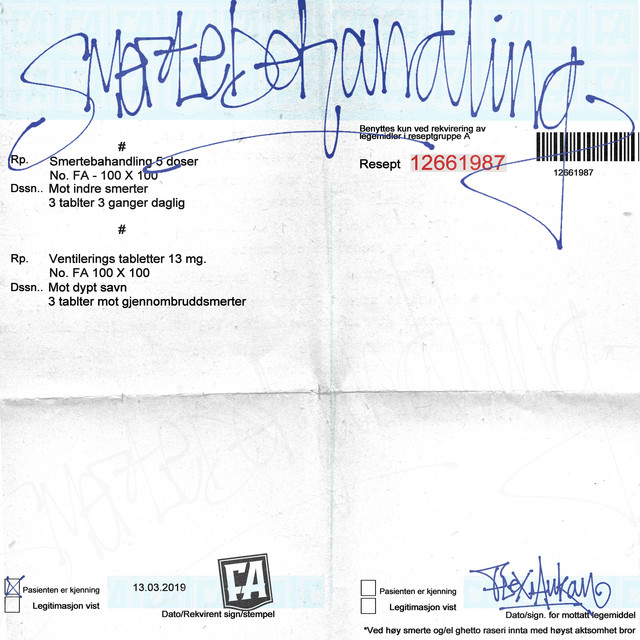 Smertebehandling
Benyttes kun ved rekvirering av
legemidler i reseptgruppe A
#
Rp. Smertebahandling 5 doser
No. FA - 100 X 100
Dssn.. Mot indre smerter
3 tablter 3 ganger daglig
Resept 12661987
12661987
#
Rp. Ventilerings tabletter 13 mg.
No. FA 100 X 100
Dssn.. Mot dypt savn
3 tablter mot gjennombruddsmerter
Pasienten er kjenning
Legitimasjon vist
13.03.2019
FA
Dato/Rekvirent sign/stempel
Pasienten er kjenning
Legitimasjon vist
Dato/sign. for mottatt legemiddel
*Ved høy smerte og/el ghetto raseri innta med høyst aktsomhet bror